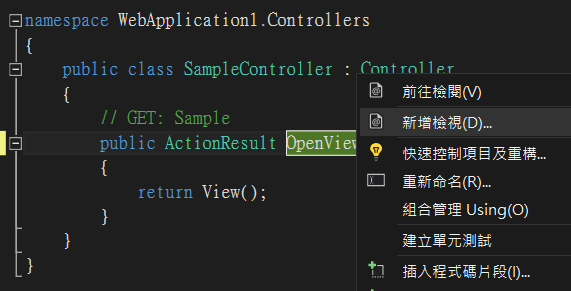 namespace WebApplication1.Controllers
{
public class SampleController : Controller
{
// GET: Sample
public ActionResult OpenView
{
return View();
}
}
}
前往檢閱(V)
新增檢視(D)...
快速控制項目及重構...
重新命名(R)...
組合管理 Using(O)
建立單元測試
插入程式碼片段(I)...